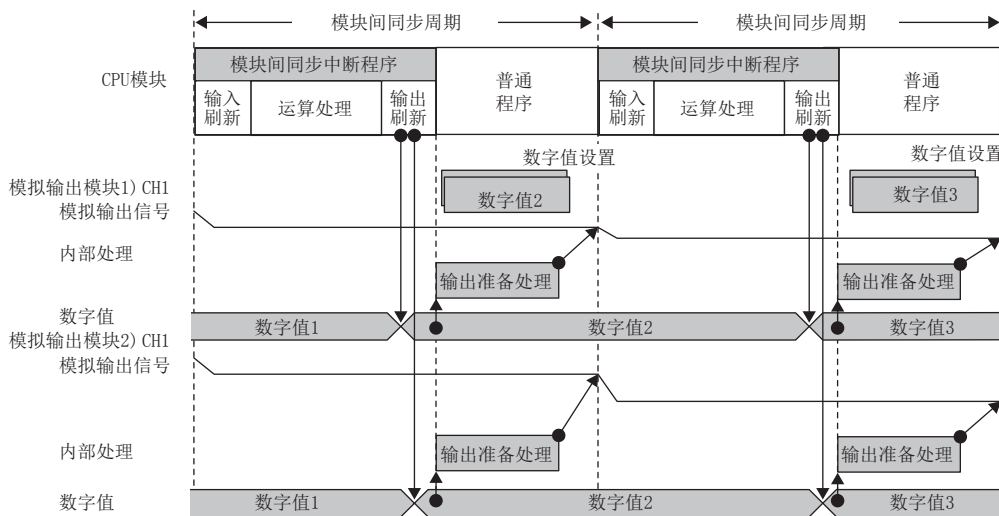 模块间同步周期 模块间同步周期
CPU模块
模块间同步中断程序 普通程序 模块间同步中断程序 普通程序
输入刷新 运算处理 输出刷新 输入刷新 运算处理 输出刷新
数字值设置 数字值设置
模拟输出模块1)CH1
数字值2 数字值3
模拟输出信号
内部处理
输出准备处理 输出准备处理
数字值 数字值1 数字值2 数字值3
模拟输出模块2)CH1
模拟输出信号
内部处理 输出准备处理 输出准备处理
数字值 数字值1 数字值2 数字值3